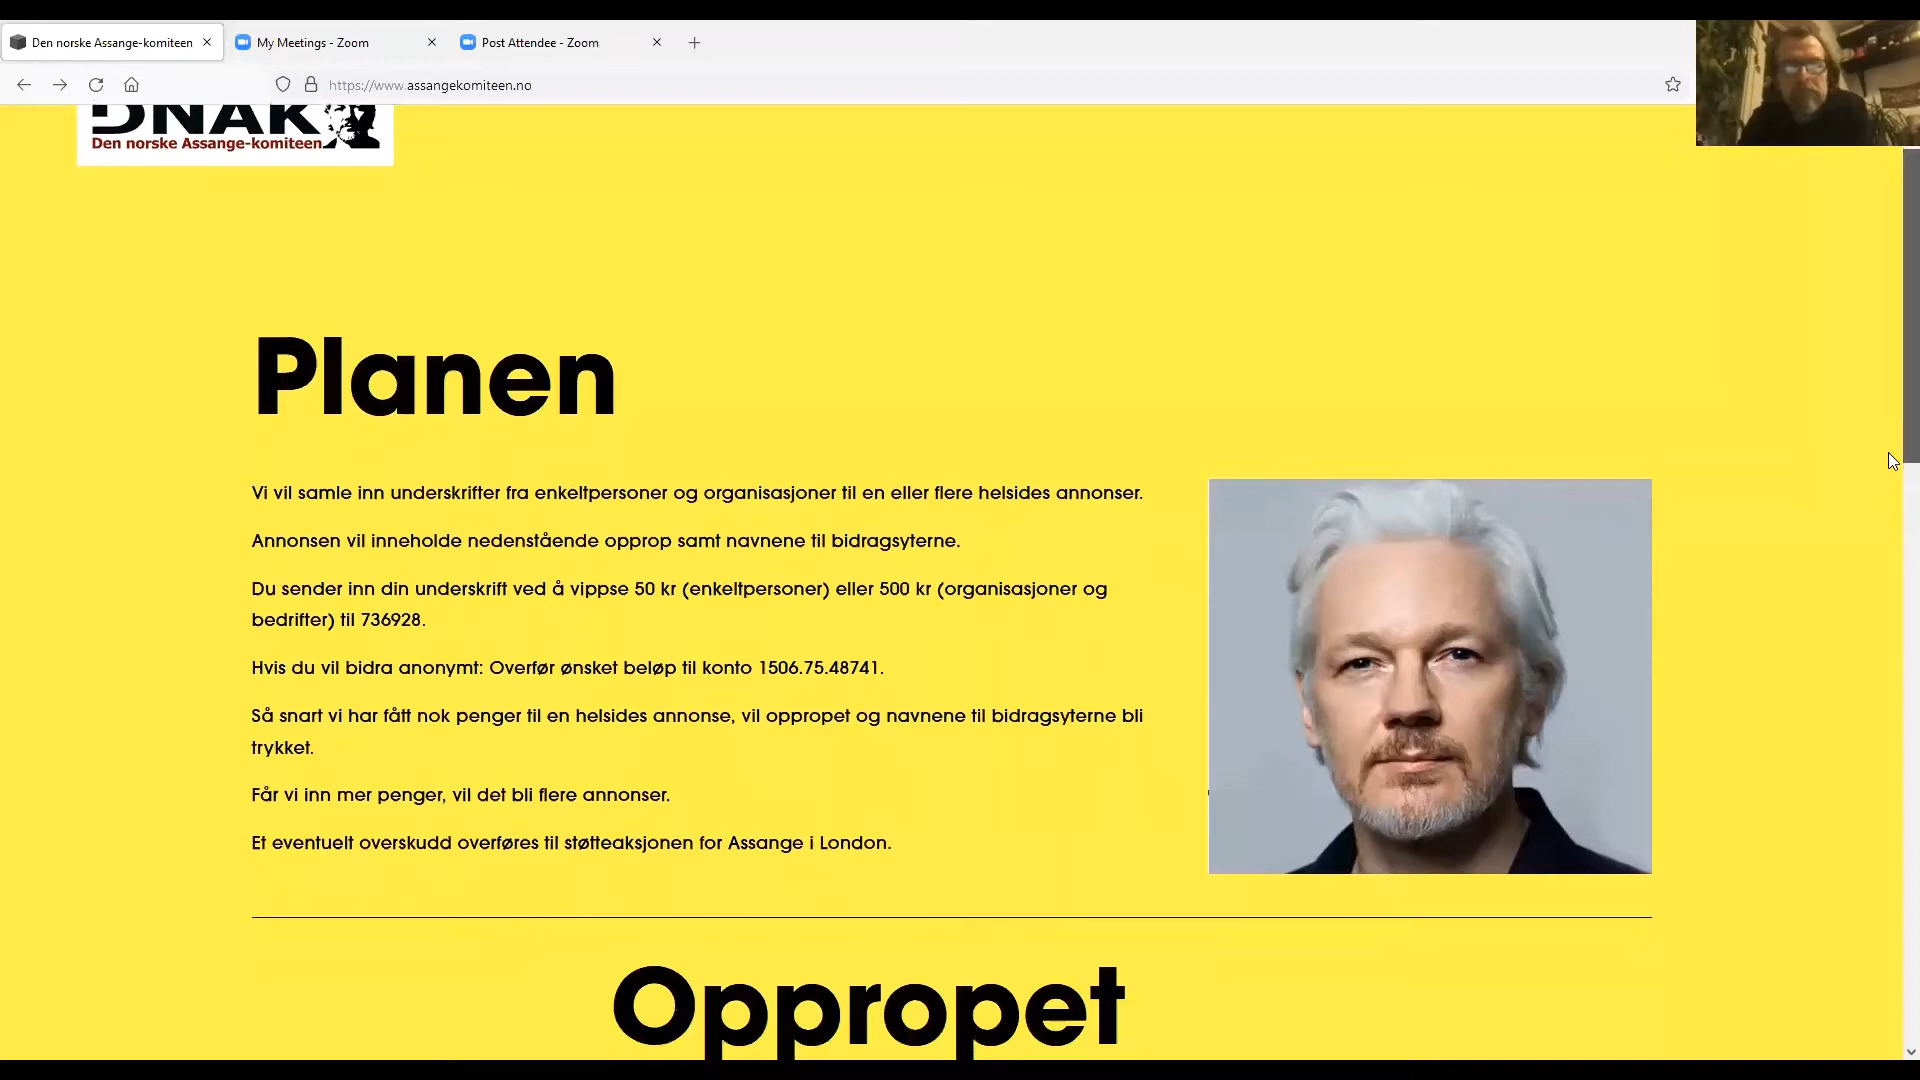 Den norske Assange-komiteen
My Meetings - Zoom
Post Attendee - Zoom
https://www.assangekomiteen.no
DNAK
Den norske Assange-komiteen
Planen
Vi vil samle inn underskrifter fra enkeltpersoner og organisasjoner til en eller flere helsides annonser.
Annonsen vil inneholde nedenstående opprop samt navnene til bidragsyterne.
Du sender inn din underskrift ved å vippse 50 kr (enkeltpersoner) eller 500 kr (organisasjoner og
bedrifter) til 736928.
Hvis du vil bidra anonymt: Overfør ønsket beløp til konto 1506.75.48741.
Så snart vi har fått nok penger til en helsides annonse, vil oppropet og navnene til bidragsyterne bli
trykket.
Får vi inn mer penger, vil det bli flere annonser.
Et eventuelt overskudd overføres til støtteaksjonen for Assange i London.
Oppropet